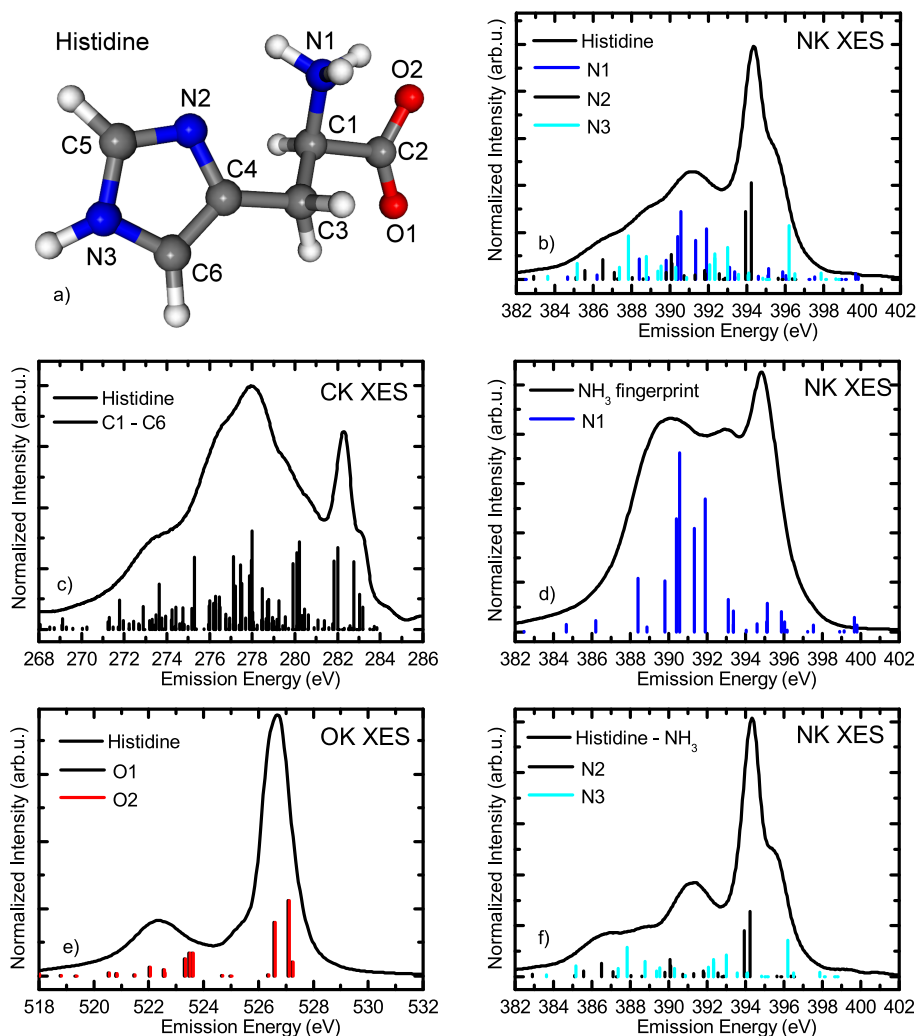 Histidine
N1
O2
N2
C1
C5
C4
C2
N3
C3
O1
C6
a)
NK XES
Histidine
N1
N2
N3
b)
Normalized Intensity (arb.u.)
382 384 386 388 390 392 394 396 398 400 402
Emission Energy (eV)
CK XES
Histidine
C1 - C6
c)
Normalized Intensity (arb.u.)
268 270 272 274 276 278 280 282 284 286
Emission Energy (eV)
NK XES
NH₃ fingerprint
N1
d)
Normalized Intensity (arb.u.)
382 384 386 388 390 392 394 396 398 400 402
Emission Energy (eV)
OK XES
Histidine
O1
O2
e)
Normalized Intensity (arb.u.)
518 520 522 524 526 528 530 532
Emission Energy (eV)
NK XES
Histidine - NH₃
N2
N3
f)
Normalized Intensity (arb.u.)
382 384 386 388 390 392 394 396 398 400 402
Emission Energy (eV)